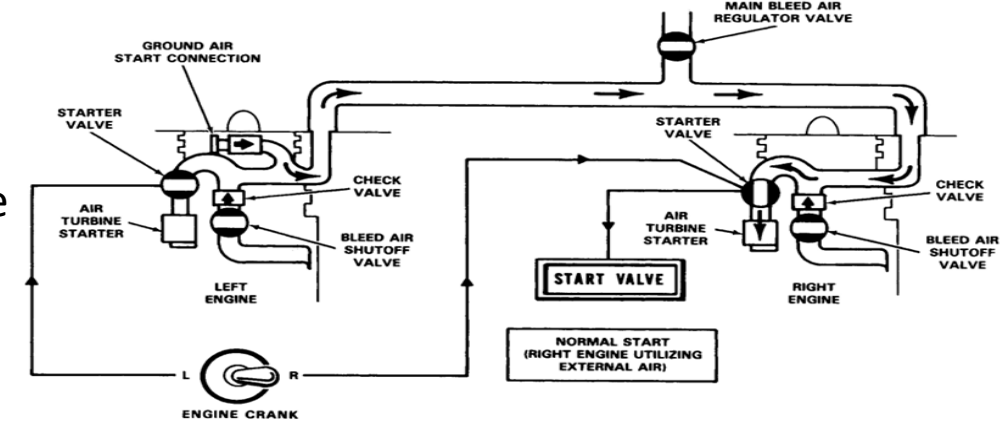 MAIN BLEED AIR
REGULATOR VALVE
GROUND AIR
START CONNECTION
STARTER
VALVE
STARTER
VALVE
CHECK
VALVE
CHECK
VALVE
AIR
TURBINE
STARTER
AIR
TURBINE
STARTER
BLEED AIR
SHUTOFF
VALVE
BLEED AIR
SHUTOFF
VALVE
START VALVE
LEFT
ENGINE
RIGHT
ENGINE
NORMAL START
(RIGHT ENGINE UTILIZING
EXTERNAL AIR)
L R
ENGINE CRANK